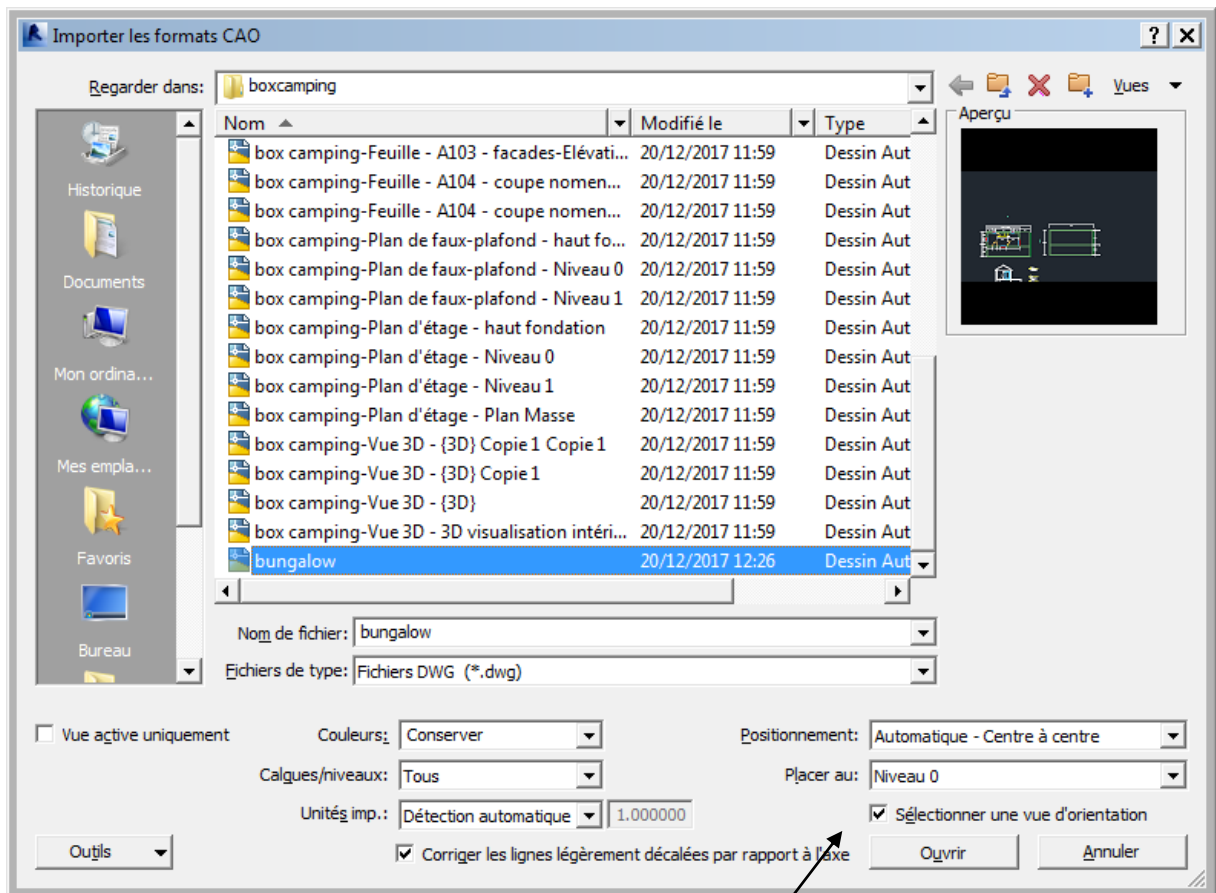 Importer les formats CAO
Regarder dans: boxcamping Vues
Nom Modifié le Type
Aperçu
Historique
Documents
Mon ordina...
Mes empla...
Favoris
Bureau
box camping-Feuille - A103 - facades-Elévati... 20/12/2017 11:59 Dessin Aut
box camping-Feuille - A104 - coupe nomen... 20/12/2017 11:59 Dessin Aut
box camping-Feuille - A104 - coupe nomen... 20/12/2017 11:59 Dessin Aut
box camping-Plan de faux-plafond - haut fo... 20/12/2017 11:59 Dessin Aut
box camping-Plan de faux-plafond - Niveau 0 20/12/2017 11:59 Dessin Aut
box camping-Plan de faux-plafond - Niveau 1 20/12/2017 11:59 Dessin Aut
box camping-Plan d'étage - haut fondation 20/12/2017 11:59 Dessin Aut
box camping-Plan d'étage - Niveau 0 20/12/2017 11:59 Dessin Aut
box camping-Plan d'étage - Niveau 1 20/12/2017 11:59 Dessin Aut
box camping-Plan d'étage - Plan Masse 20/12/2017 11:59 Dessin Aut
box camping-Vue 3D - {3D} Copie 1 Copie 1 20/12/2017 11:59 Dessin Aut
box camping-Vue 3D - {3D} Copie 1 20/12/2017 11:59 Dessin Aut
box camping-Vue 3D - {3D} 20/12/2017 11:59 Dessin Aut
box camping-Vue 3D - 3D visualisation intéri... 20/12/2017 11:59 Dessin Aut
bungalow 20/12/2017 12:26 Dessin Aut
Nom de fichier: bungalow
Fichiers de type: Fichiers DWG (*.dwg)
Vue active uniquement Couleurs: Conserver Positionnement: Automatique - Centre à centre
Calques/niveaux: Tous Placer au: Niveau 0
Unités imp.: Détection automatique 1.000000 Sélectionner une vue d'orientation
Outils Corriger les lignes légèrement décalées par rapport à l'axe Ouvrir Annuler